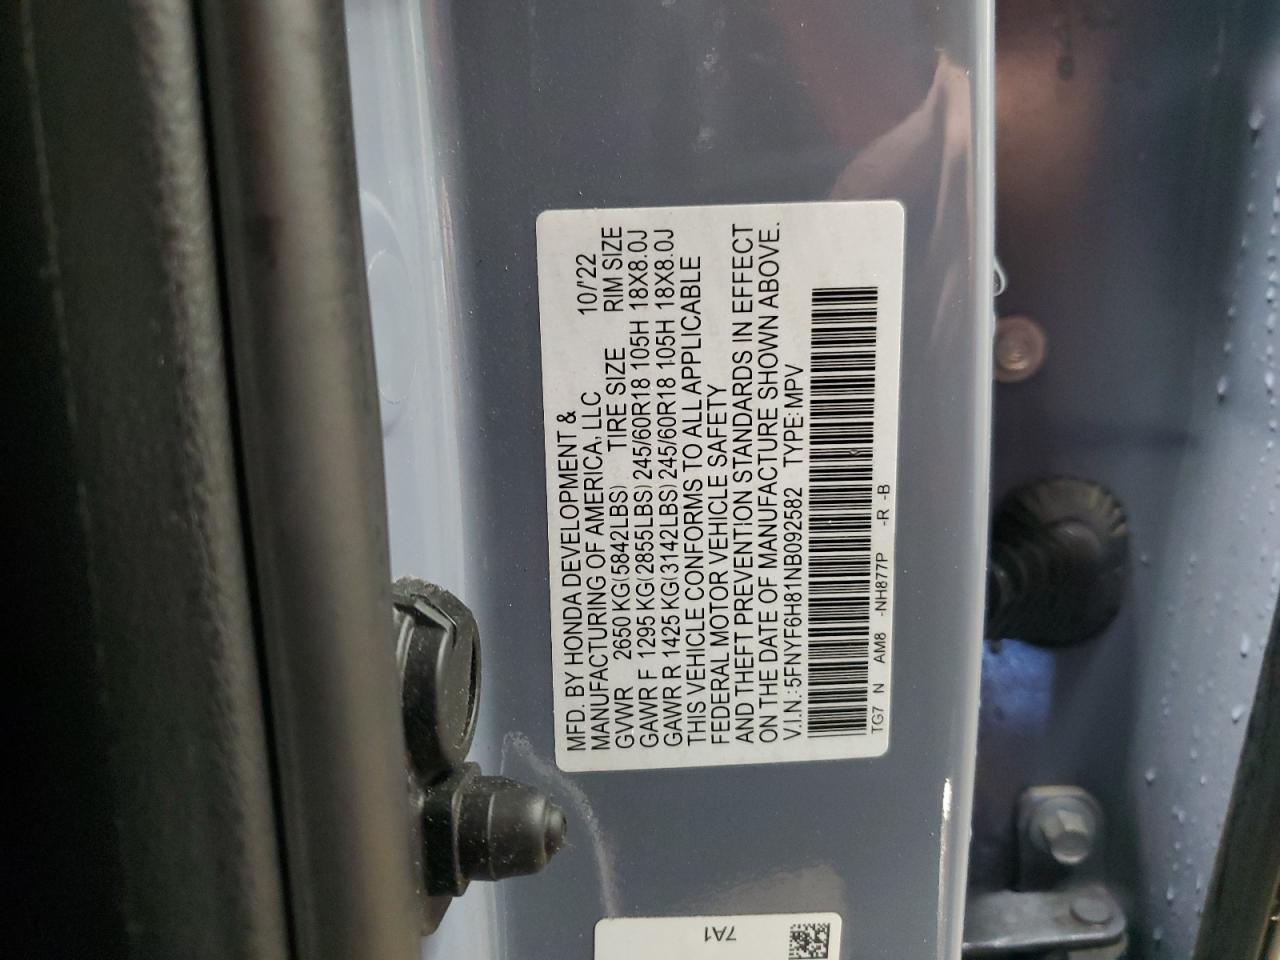 MFD. BY HONDA DEVELOPMENT &
MANUFACTURING OF AMERICA, LLC 10/'22
GVWR 2650 KG(5842LBS) TIRE SIZE RIM SIZE
GAWR F 1295 KG(2855LBS) 245/60R18 105H 18X8.0J
GAWR R 1425 KG(3142LBS) 245/60R18 105H 18X8.0J
THIS VEHICLE CONFORMS TO ALL APPLICABLE
FEDERAL MOTOR VEHICLE SAFETY
AND THEFT PREVENTION STANDARDS IN EFFECT
ON THE DATE OF MANUFACTURE SHOWN ABOVE.
V.I.N.:5FNYF6H81NB092582 TYPE:MPV
TG7 N AM8 -NH877P -R -B
7A1